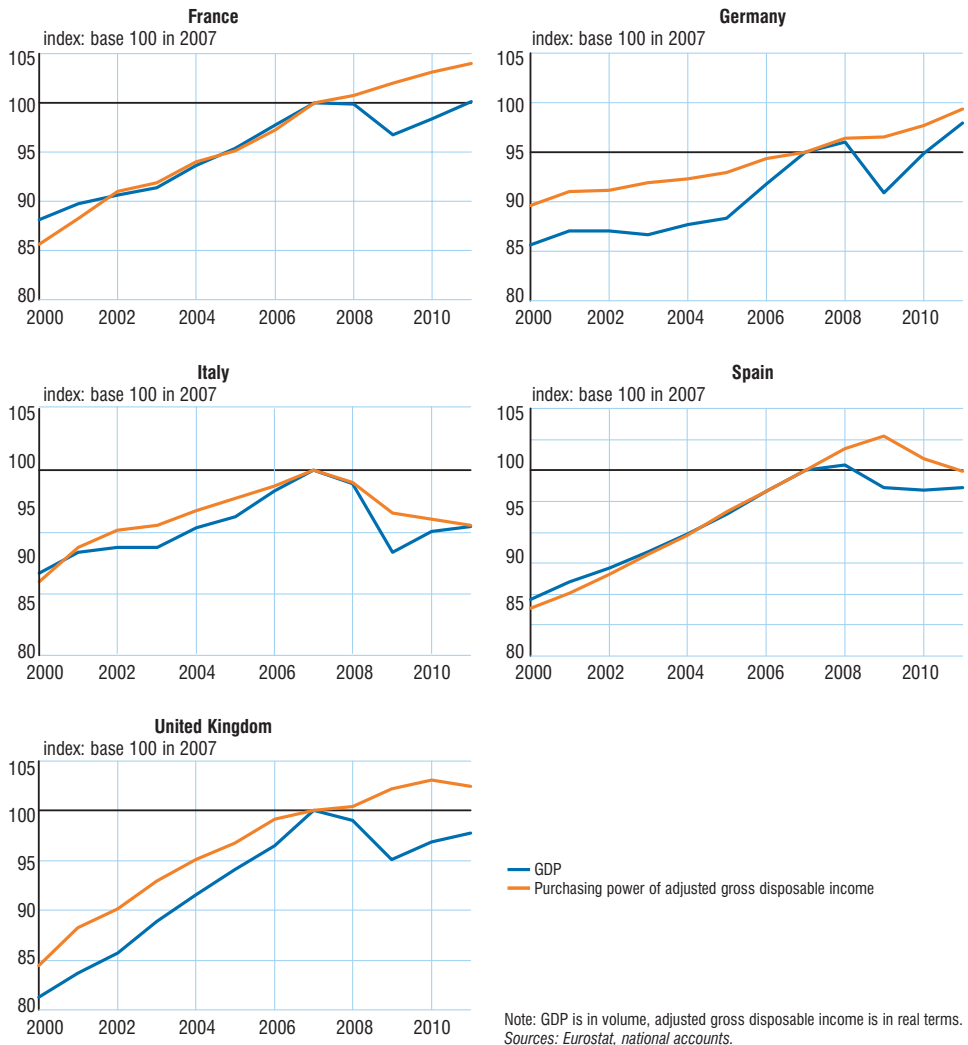 France
index: base 100 in 2007
105
100
95
90
85
80
2000 2002 2004 2006 2008 2010
Germany
index: base 100 in 2007
105
100
95
90
85
80
2000 2002 2004 2006 2008 2010
Italy
index: base 100 in 2007
105
100
95
90
85
80
2000 2002 2004 2006 2008 2010
Spain
index: base 100 in 2007
105
100
95
90
85
80
2000 2002 2004 2006 2008 2010
United Kingdom
index: base 100 in 2007
105
100
95
90
85
80
2000 2002 2004 2006 2008 2010
GDP
Purchasing power of adjusted gross disposable income
Note: GDP is in volume, adjusted gross disposable income is in real terms.
Sources: Eurostat, national accounts.